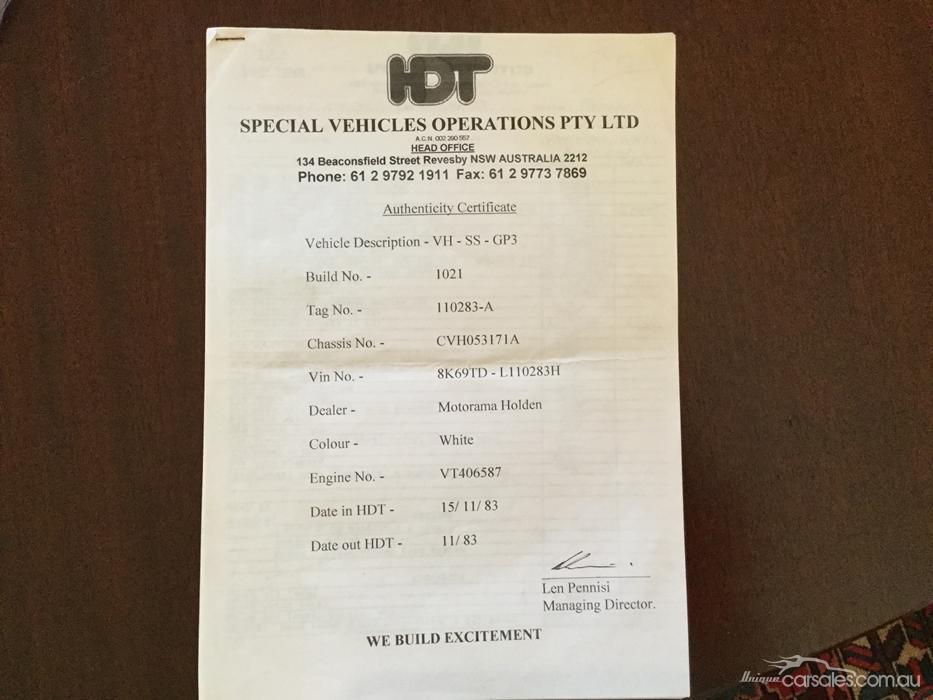 HDT
SPECIAL VEHICLES OPERATIONS PTY LTD
A.C.N. 002 290 557
HEAD OFFICE
134 Beaconsfield Street Revesby NSW AUSTRALIA 2212
Phone: 61 2 9792 1911 Fax: 61 2 9773 7869
Authenticity Certificate
Vehicle Description - VH - SS - GP3
Build No. - 1021
Tag No. - 110283-A
Chassis No. - CVH053171A
Vin No. - 8K69TD - L110283H
Dealer - Motorama Holden
Colour - White
Engine No. - VT406587
Date in HDT - 15/ 11/ 83
Date out HDT - 11/ 83
Len Pennisi
Managing Director.
WE BUILD EXCITEMENT
Uniquecarsales.com.au